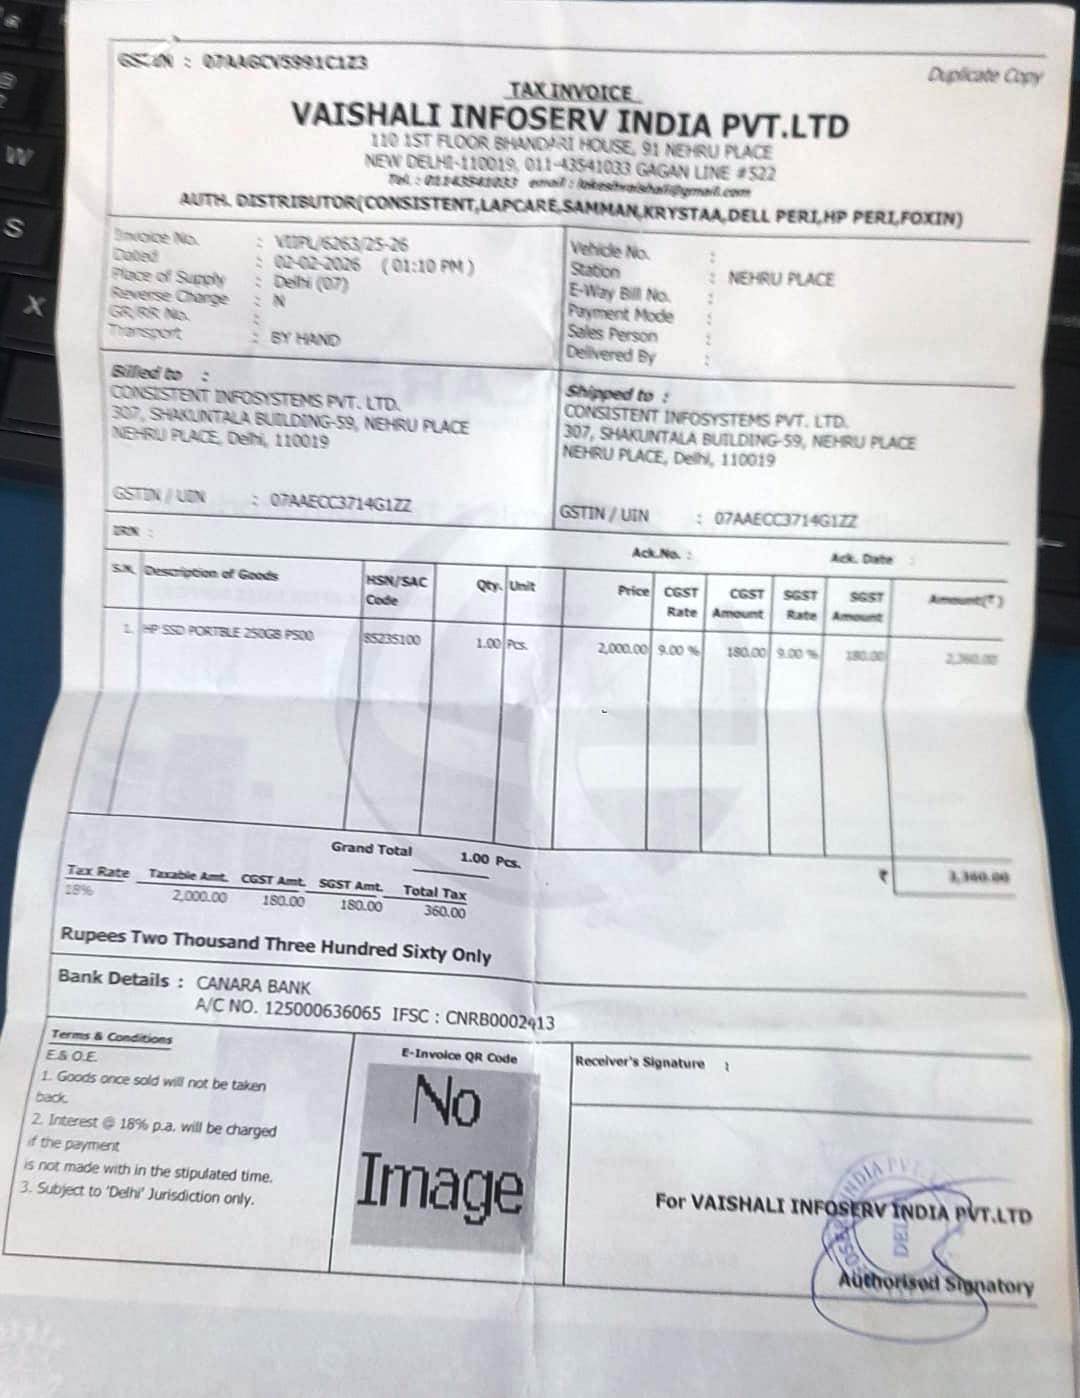 GSTIN : 07AAGCV5991C1Z3
Duplicate Copy
TAX INVOICE
VAISHALI INFOSERV INDIA PVT.LTD
110 1ST FLOOR BHANDARI HOUSE, 91 NEHRU PLACE
NEW DELHI-110019, 011-43541033 GAGAN LINE #522
Tel. : 01143541033 email : lokeshvaishali@gmail.com
AUTH. DISTRIBUTOR(CONSISTENT,LAPCARE,SAMMAN,KRYSTAA,DELL PERI,HP PERI,FOXIN)
Invoice No. : VIIPL/6263/25-26
Dated : 02-02-2026 (01:10 PM)
Place of Supply : Delhi (07)
Reverse Charge : N
GR/RR No. :
Transport : BY HAND
Vehicle No. :
Station : NEHRU PLACE
E-Way Bill No. :
Payment Mode :
Sales Person :
Delivered By :
Billed to :
CONSISTENT INFOSYSTEMS PVT. LTD.
307, SHAKUNTALA BUILDING-59, NEHRU PLACE
NEHRU PLACE, Delhi, 110019
GSTIN / UIN : 07AAECC3714G1ZZ
Shipped to :
CONSISTENT INFOSYSTEMS PVT. LTD.
307, SHAKUNTALA BUILDING-59, NEHRU PLACE
NEHRU PLACE, Delhi, 110019
GSTIN / UIN : 07AAECC3714G1ZZ
IRN : Ack.No. : Ack. Date :
S.N. Description of Goods HSN/SAC Code Qty. Unit Price CGST Rate CGST Amount SGST Rate SGST Amount Amount(₹)
1. HP SSD PORTBLE 250GB P500 85235100 1.00 Pcs. 2,000.00 9.00 % 180.00 9.00 % 180.00 2,360.00
Grand Total 1.00 Pcs. ₹
Tax Rate Taxable Amt. CGST Amt. SGST Amt. Total Tax
18% 2,000.00 180.00 180.00 360.00
Rupees Two Thousand Three Hundred Sixty Only
Bank Details : CANARA BANK
A/C NO. 125000636065 IFSC : CNRB0002413
Terms & Conditions
E.& O.E.
1. Goods once sold will not be taken
back.
2. Interest @ 18% p.a. will be charged
if the payment
is not made with in the stipulated time.
3. Subject to 'Delhi' Jurisdiction only.
E-Invoice QR Code
No
Image
Receiver's Signature :
For VAISHALI INFOSERV INDIA PVT.LTD
Authorised Signatory